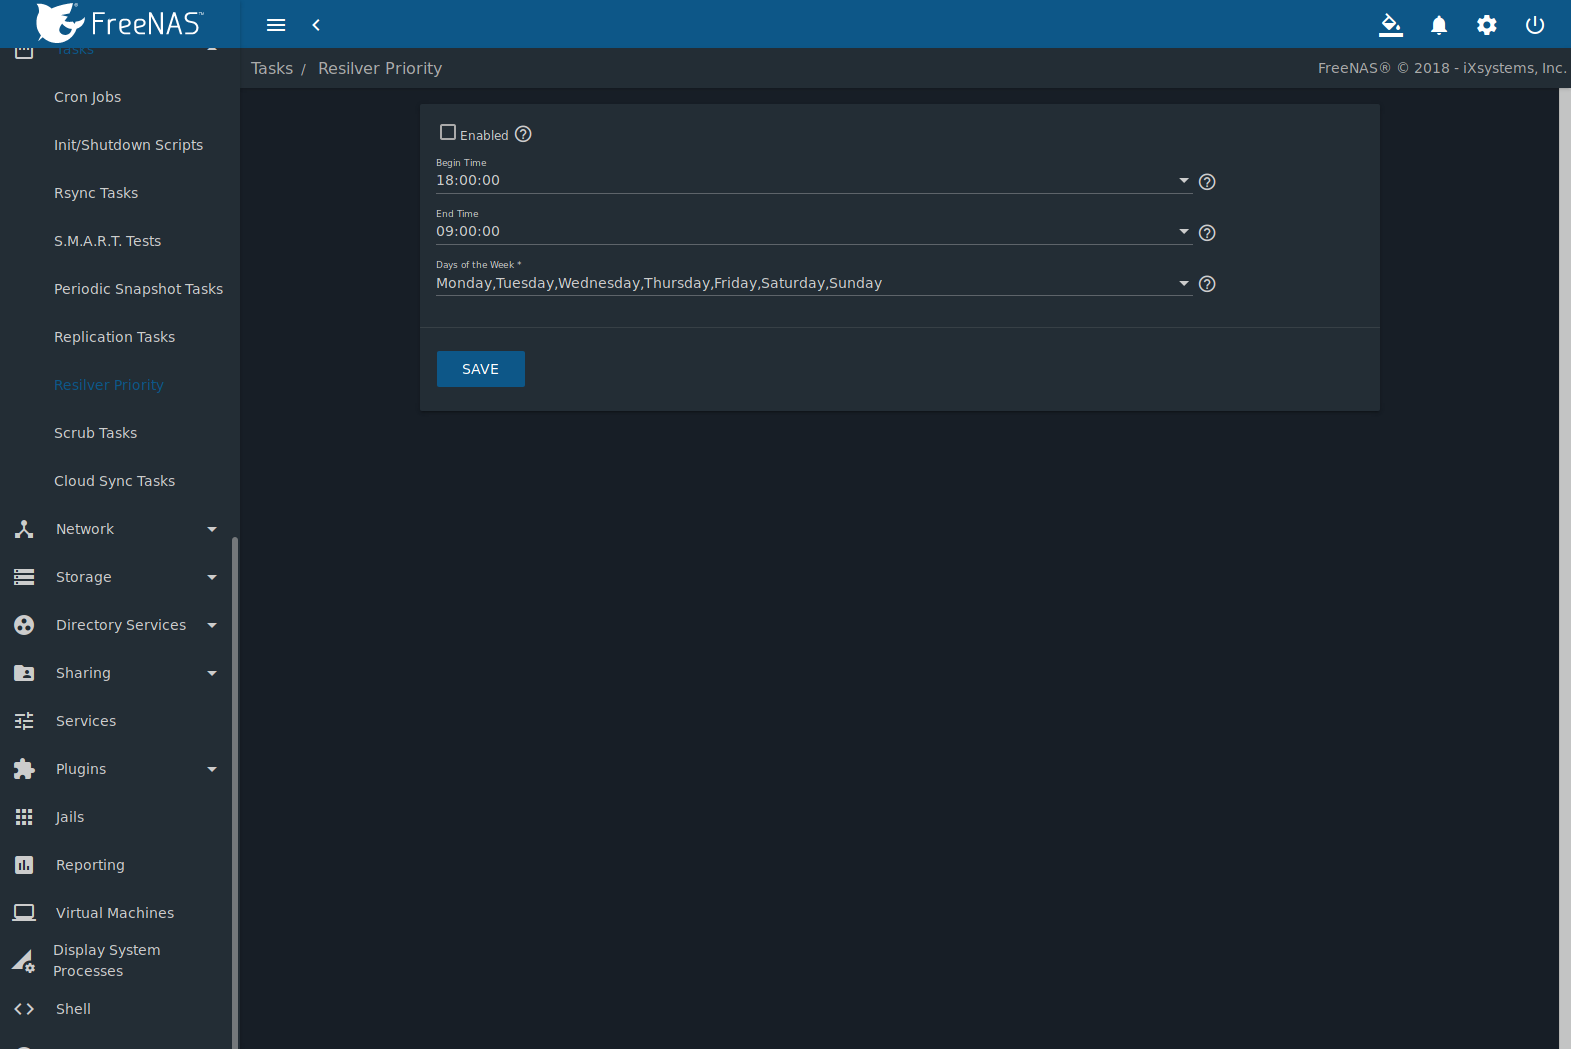 FreeNAS™
Tasks
Cron Jobs
Init/Shutdown Scripts
Rsync Tasks
S.M.A.R.T. Tests
Periodic Snapshot Tasks
Replication Tasks
Resilver Priority
Scrub Tasks
Cloud Sync Tasks
Network
Storage
Directory Services
Sharing
Services
Plugins
Jails
Reporting
Virtual Machines
Display System
Processes
Shell
Tasks / Resilver Priority
FreeNAS® © 2018 - iXsystems, Inc.
Enabled
Begin Time
18:00:00
End Time
09:00:00
Days of the Week *
Monday,Tuesday,Wednesday,Thursday,Friday,Saturday,Sunday
SAVE